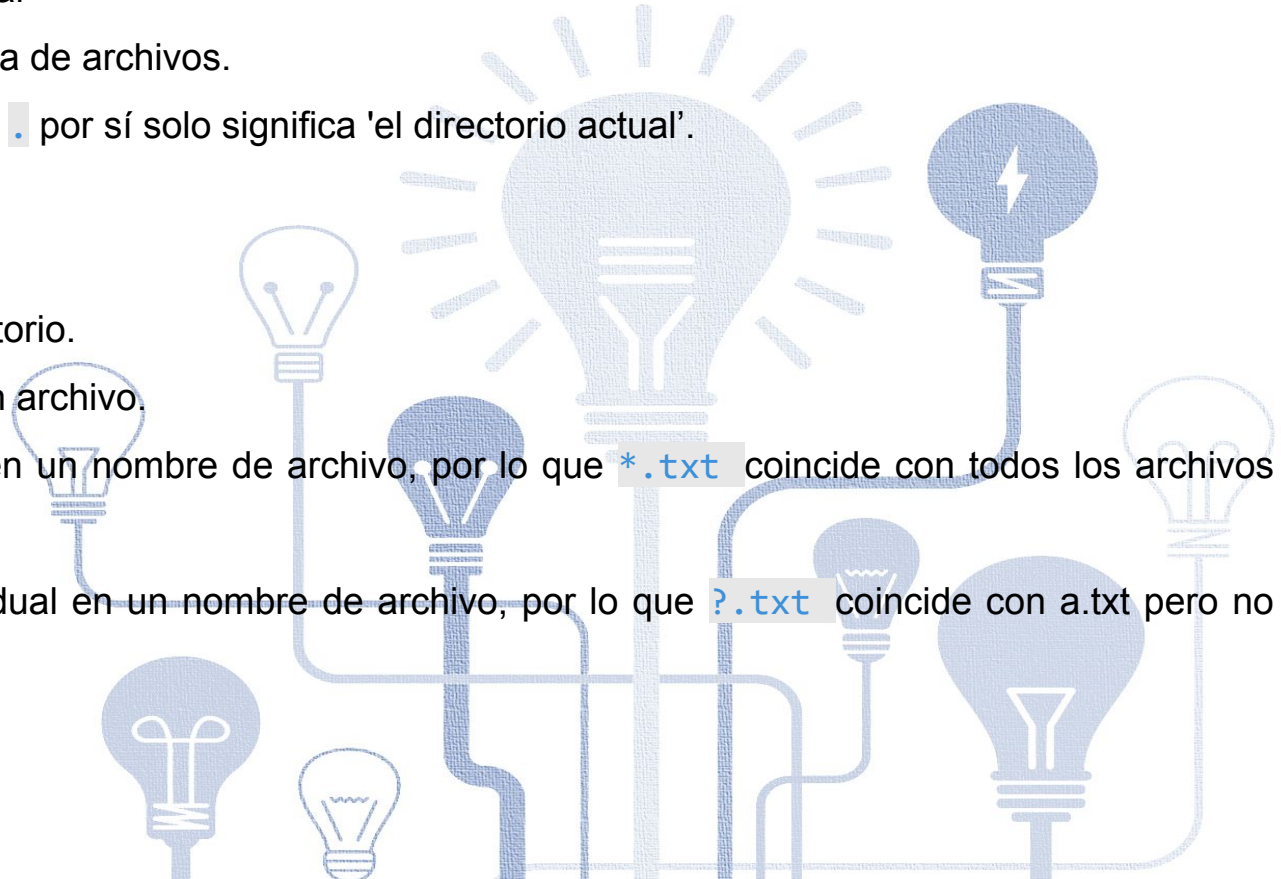 a de archivos.
. por sí solo significa 'el directorio actual’.
torio.
archivo.
en un nombre de archivo, por lo que *.txt coincide con todos los archivos
dual en un nombre de archivo, por lo que ?.txt coincide con a.txt pero no